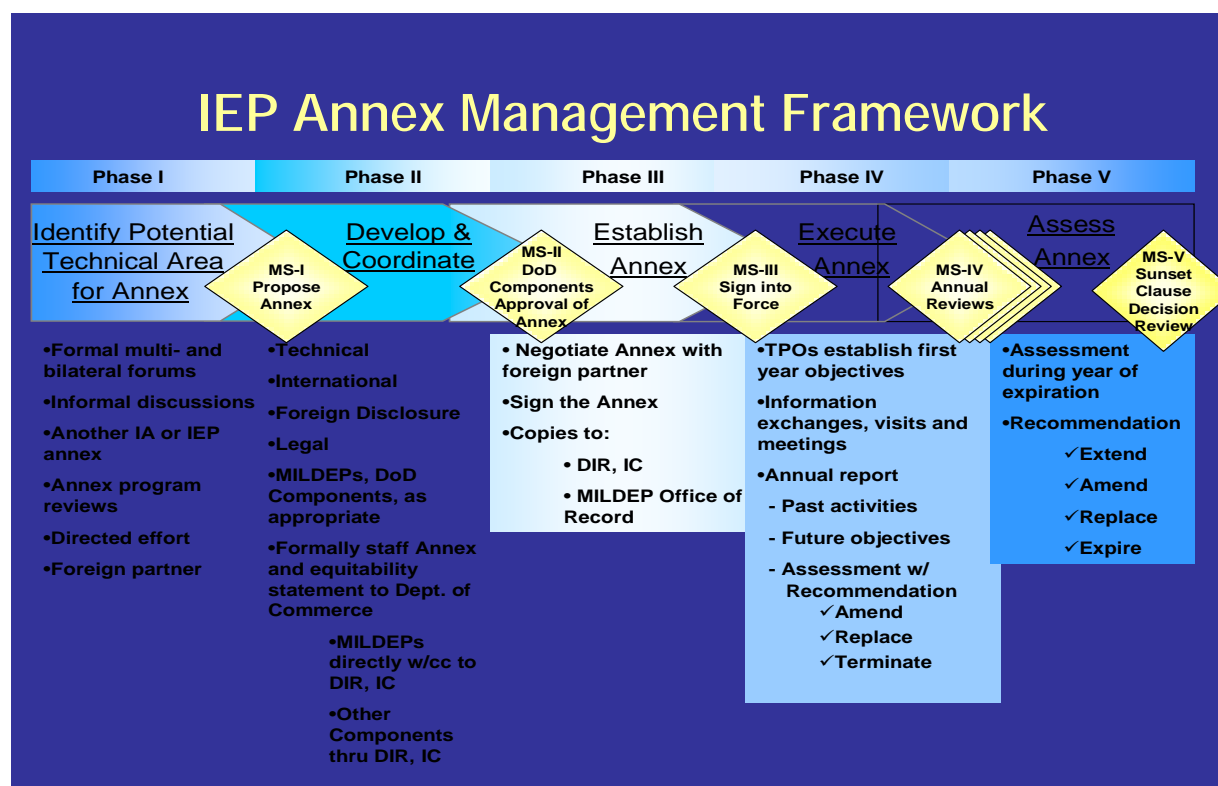 IEP Annex Management Framework
Phase I
Phase II
Phase III
Phase IV
Phase V
Identify Potential
Technical Area
for Annex
MS-I
Propose
Annex
Develop &
Coordinate
MS-II
DoD
Components
Approval of
Annex
Establish
Annex
MS-III
Sign into
Force
Execute
Annex
MS-IV
Annual
Reviews
Assess
Annex
MS-V
Sunset
Clause
Decision
Review
•Formal multi- and
bilateral forums
•Informal discussions
•Another IA or IEP
annex
•Annex program
reviews
•Directed effort
•Foreign partner
•Technical
•International
•Foreign Disclosure
•Legal
•MILDEPs, DoD
Components, as
appropriate
•Formally staff Annex
and equitability
statement to Dept. of
Commerce
•MILDEPs
directly w/cc to
DIR, IC
•Other
Components
thru DIR, IC
• Negotiate Annex with
foreign partner
•Sign the Annex
•Copies to:
• DIR, IC
• MILDEP Office of
Record
•TPOs establish first
year objectives
•Information
exchanges, visits and
meetings
•Annual report
- Past activities
- Future objectives
- Assessment w/
Recommendation
✓Amend
✓Replace
✓Terminate
•Assessment
during year of
expiration
•Recommendation
✓Extend
✓Amend
✓Replace
✓Expire